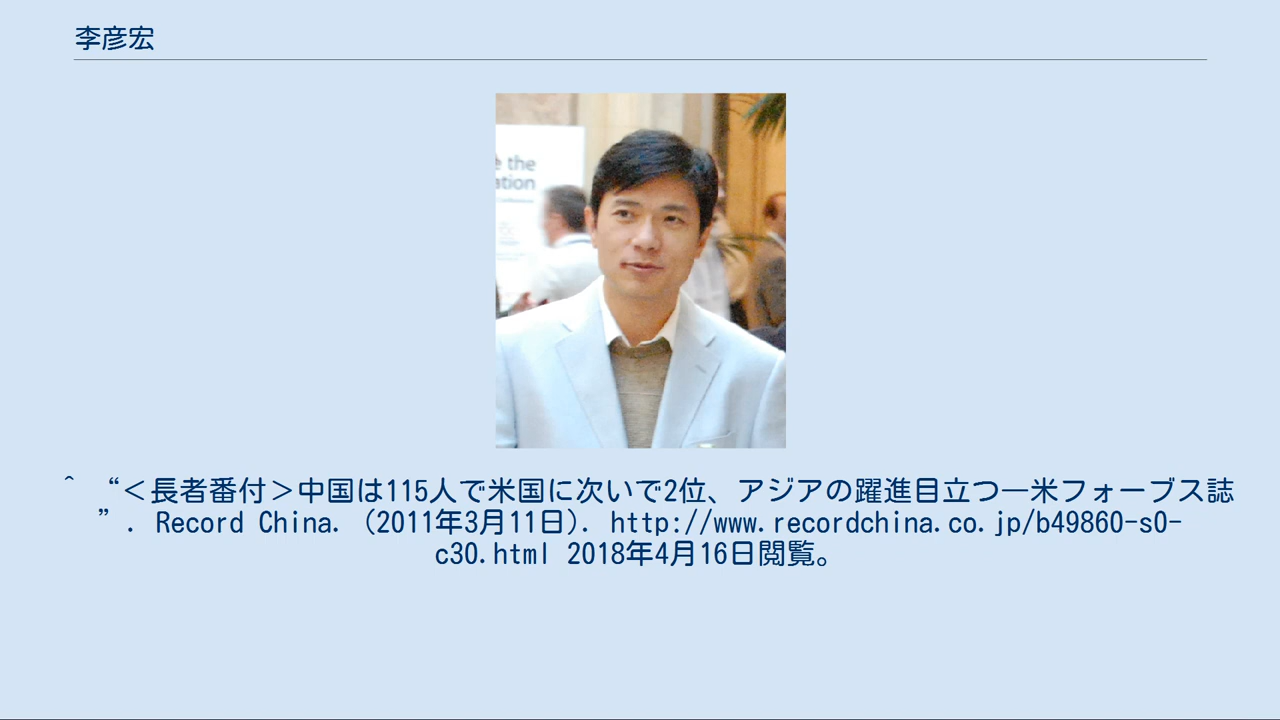 李彦宏
e the
ation
^ “＜長者番付＞中国は115人で米国に次いで2位、アジアの躍進目立つ―米フォーブス誌
”. Record China. (2011年3月11日). http://www.recordchina.co.jp/b49860-s0-
c30.html 2018年4月16日閲覧。